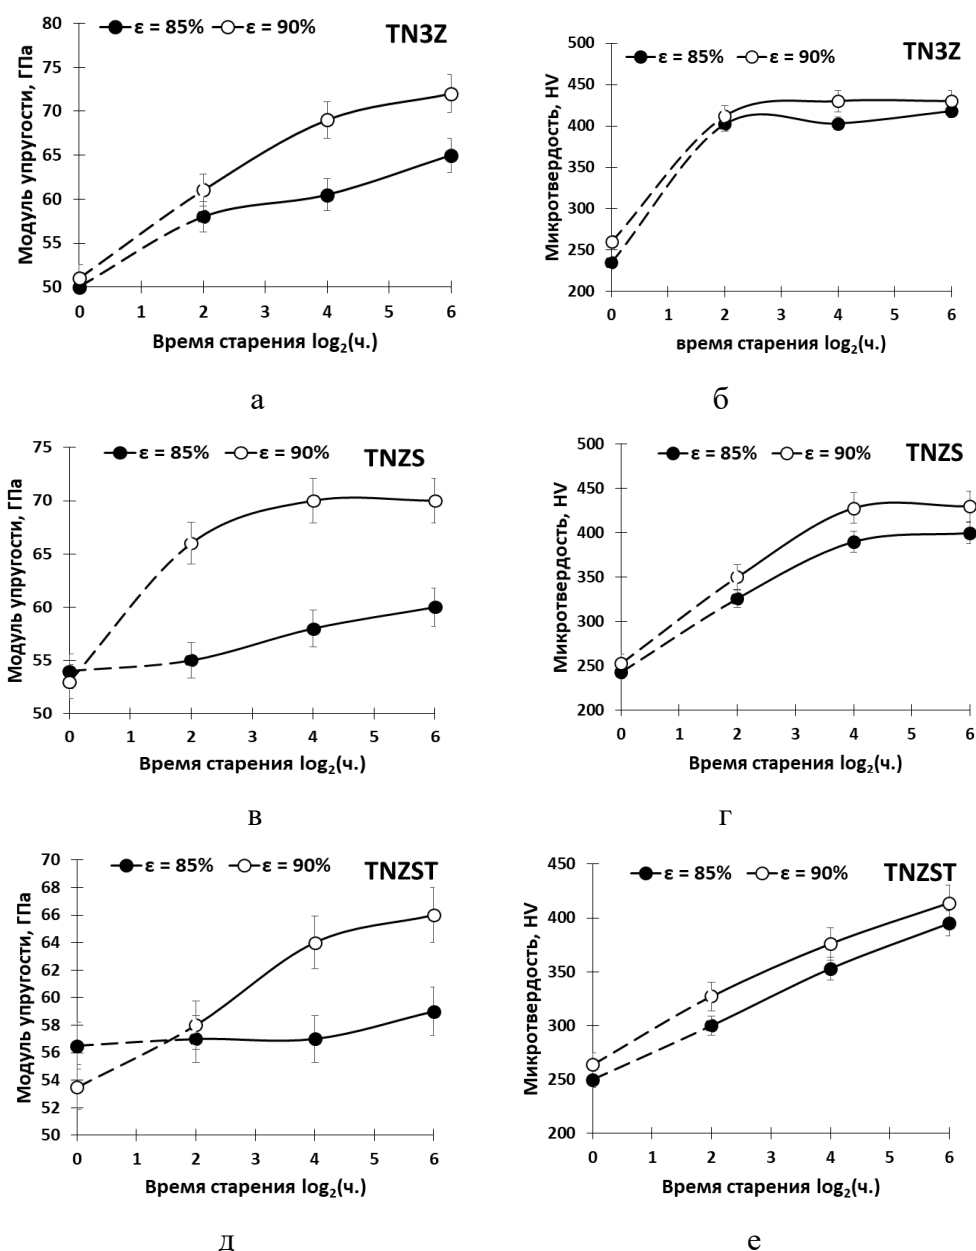 ε = 85% ε = 90% TN3Z
Модуль упругости, ГПа
80
70
60
50
0 1 2 3 4 5 6
Время старения log₂(ч.)
а
ε = 85% ε = 90% TN3Z
Микротвердость, HV
500
450
400
350
300
250
200
0 1 2 3 4 5 6
время старения log₂(ч.)
б
ε = 85% ε = 90% TNZS
Модуль упругости, ГПа
75
70
65
60
55
50
0 1 2 3 4 5 6
Время старения log₂(ч.)
в
ε = 85% ε = 90% TNZS
Микротвердость, HV
500
450
400
350
300
250
200
0 1 2 3 4 5 6
Время старения log₂(ч.)
г
ε = 85% ε = 90% TNZST
Модуль упругости, ГПа
70
68
66
64
62
60
58
56
54
52
50
0 1 2 3 4 5 6
Время старения log₂(ч.)
д
ε = 85% ε = 90% TNZST
Микротвердость, HV
450
400
350
300
250
200
0 1 2 3 4 5 6
Время старения log₂(ч.)
е